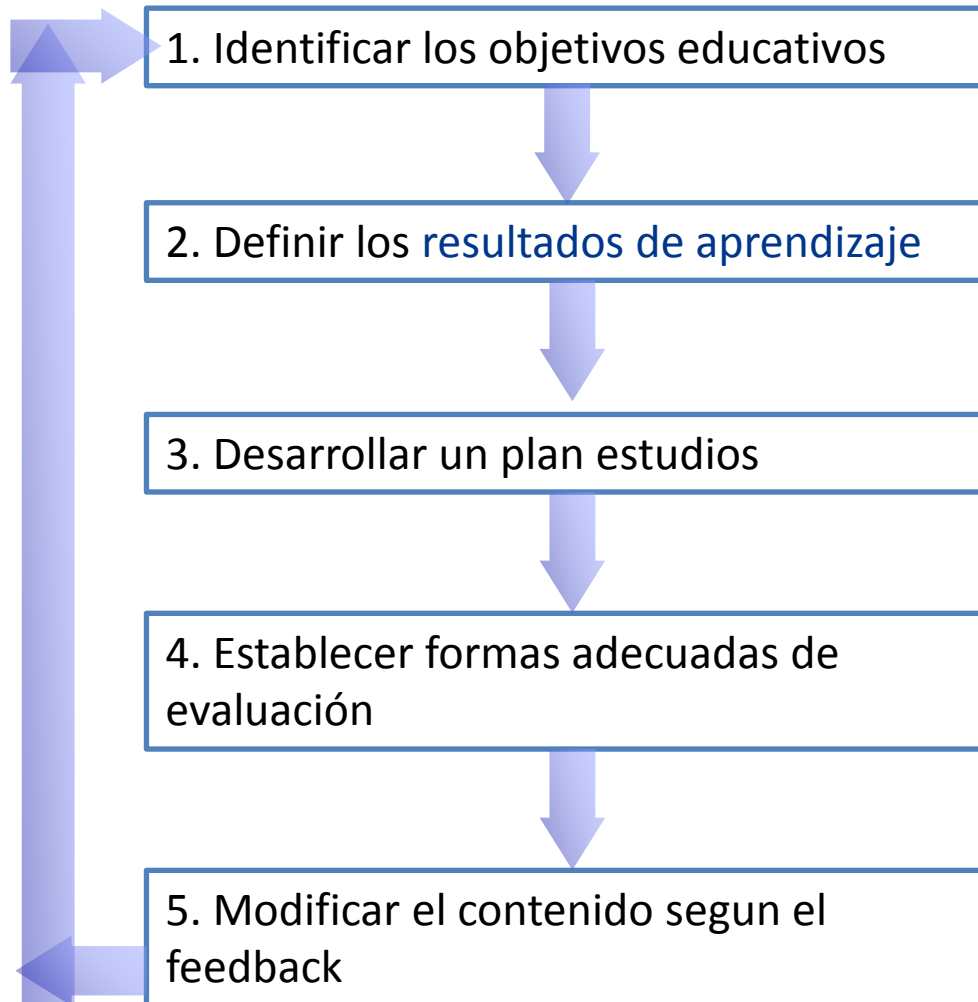 1. Identificar los objetivos educativos
2. Definir los resultados de aprendizaje
3. Desarrollar un plan estudios
4. Establecer formas adecuadas de
evaluación
5. Modificar el contenido segun el
feedback